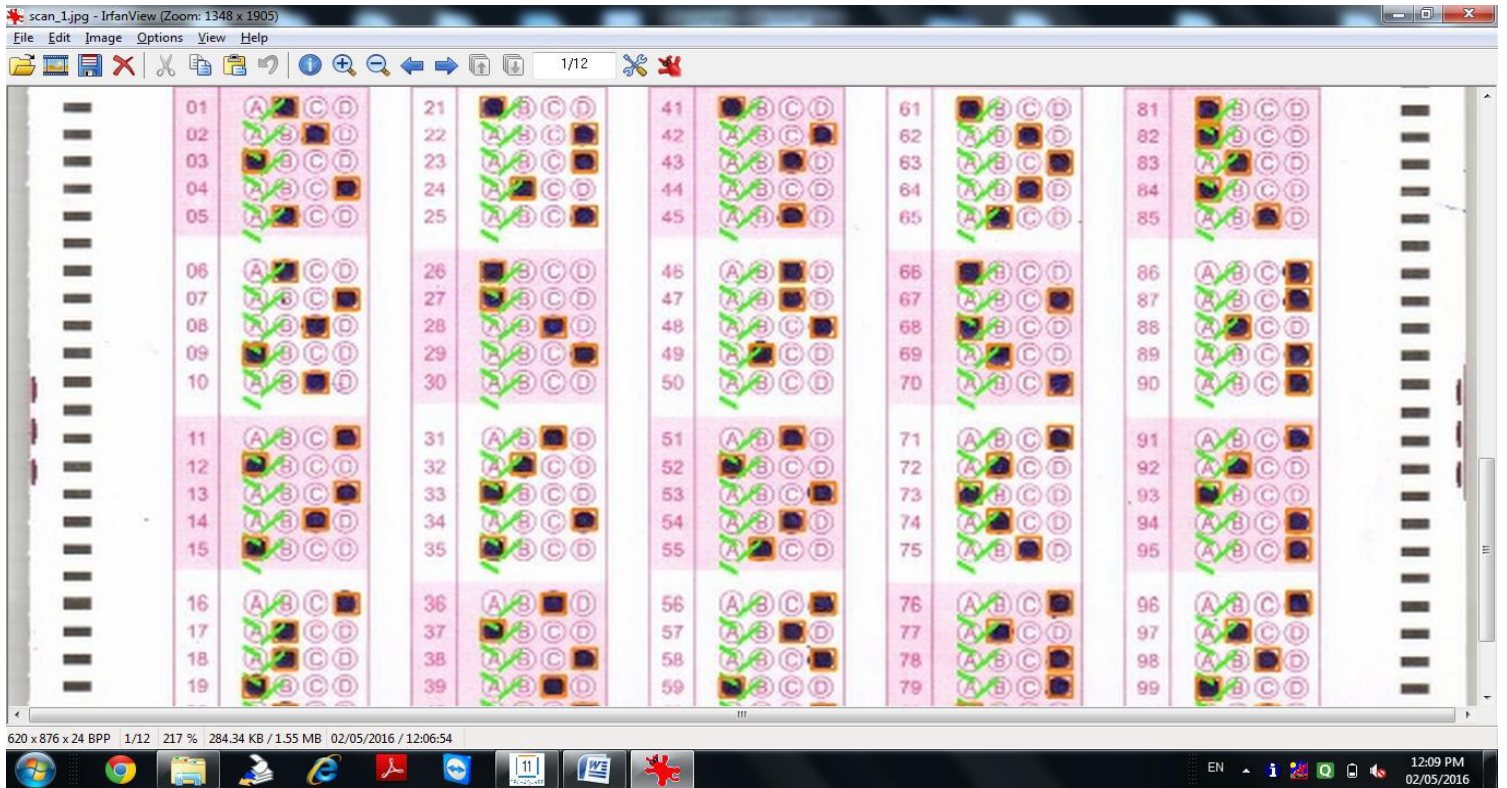 scan_1.jpg - IrfanView (Zoom: 1348 x 1905)
File Edit Image Options View Help
1/12
01 A C D 21 B C D 41 B C D 61 B C D 81 B C D
02 A B D 22 A B C 42 A B C 62 A B D 82 B C D
03 B C D 23 A B C 43 A B D 63 A B C 83 A C D
04 A B C 24 A C D 44 A B C D 64 A B D 84 B C D
05 A C D 25 A B C 45 A B D 65 A C D 85 A B D
06 A C D 26 B C D 46 A B D 66 B C D 86 A B C
07 A B C 27 B C D 47 A B D 67 A B C 87 A B C
08 A B D 28 A B D 48 A B C 68 B C D 88 A C D
09 B C D 29 A B C 49 A C D 69 A C D 89 A B C
10 A B D 30 A B C D 50 A B C D 70 A B C 90 A B C
11 A B C 31 A B D 51 A B D 71 A B C 91 A B C
12 B C D 32 A C D 52 B C D 72 A C D 92 A C D
13 A B C 33 B C D 53 A B C 73 B C D 93 B C D
14 A B D 34 A B C 54 A B D 74 A C D 94 A B C
15 B C D 35 B C D 55 A C D 75 A B D 95 A B C
16 A B C 36 A B D 56 A B C 76 A B C 96 A B C
17 A C D 37 B C D 57 A B D 77 A C D 97 A C D
18 A C D 38 A B C 58 A B C 78 A B C 98 A B D
19 B C D 39 A B D 59 B C D 79 A B C 99 B C D
620 x 876 x 24 BPP 1/12 217 % 284.34 KB / 1.55 MB 02/05/2016 / 12:06:54
11
EN 12:09 PM
02/05/2016